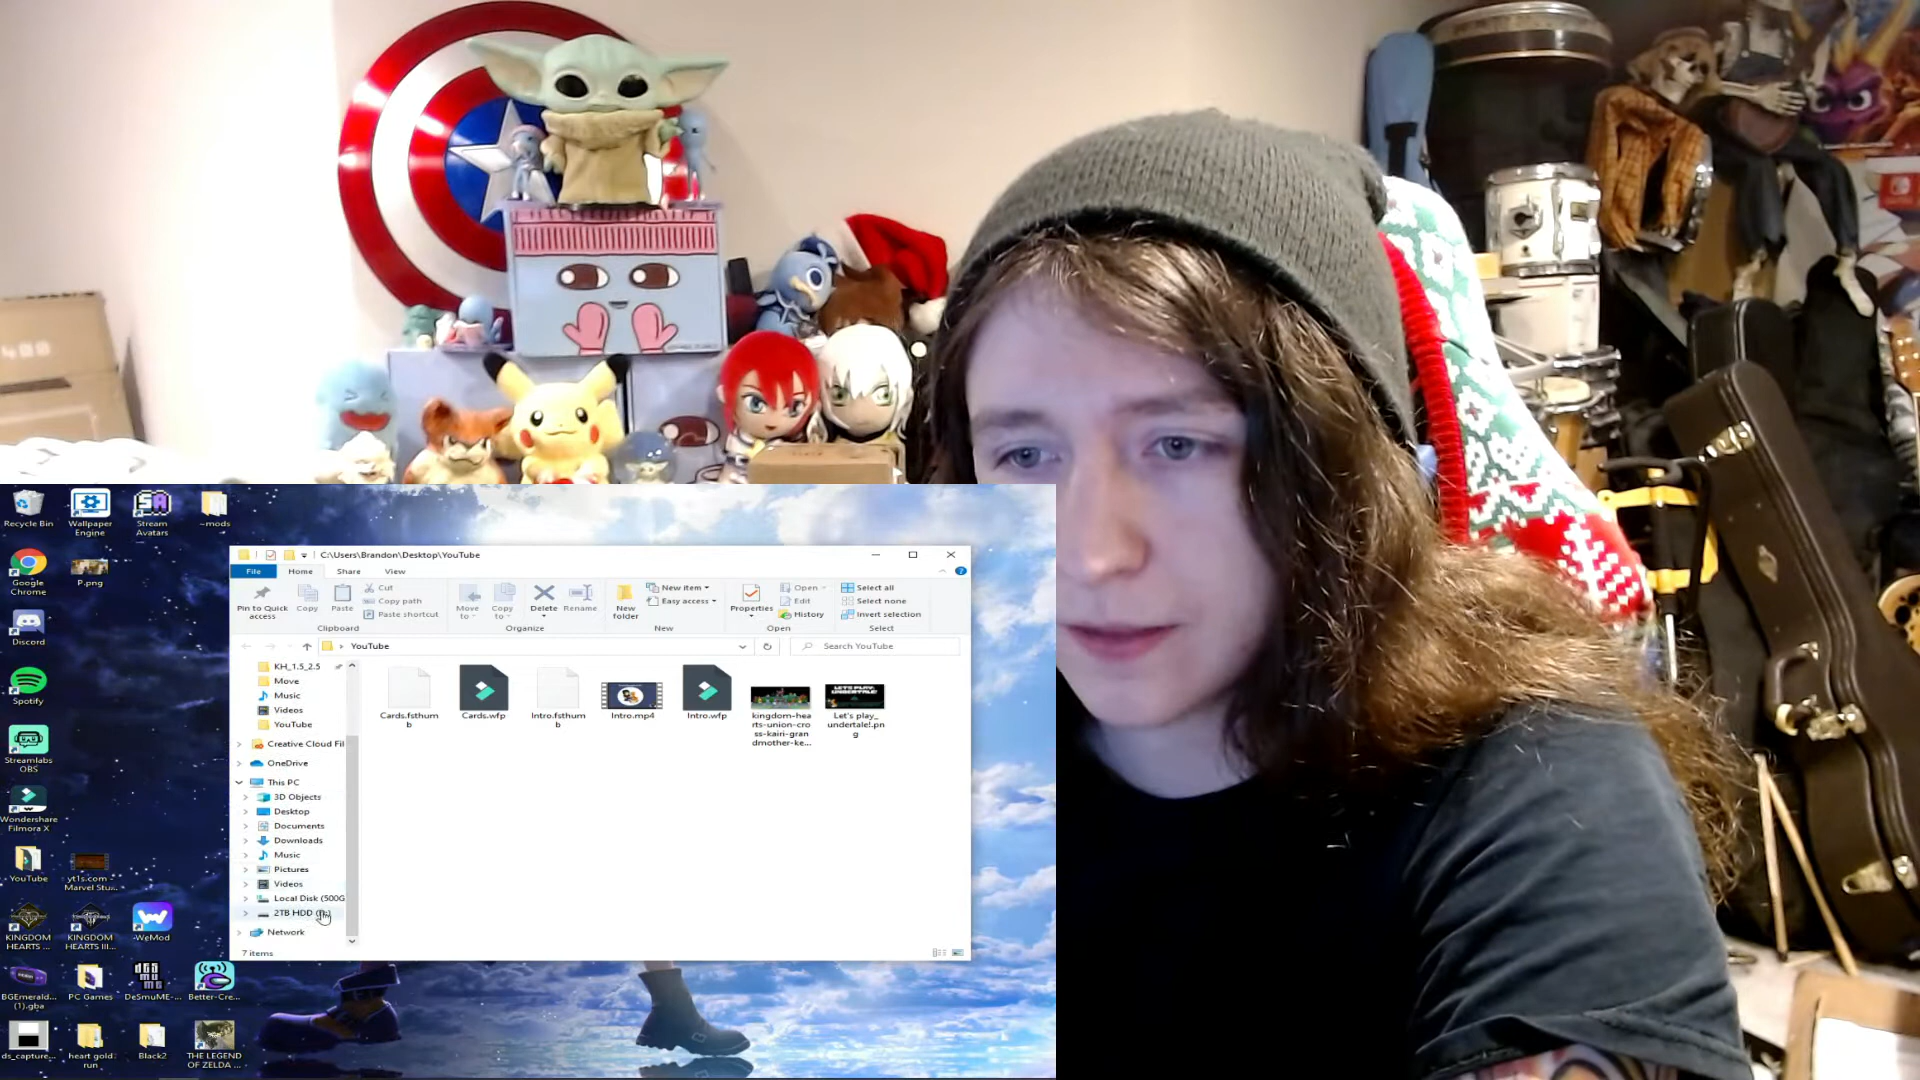 Recycle Bin
Wallpaper
Engine
Stream
Avatars
~mods
Google
Chrome
P.png
Discord
Spotify
Streamlabs
OBS
Wondershare
Filmora X
YouTube
yt1s.com -
Marvel Stu...
KINGDOM
HEARTS ...
KINGDOM
HEARTS III...
WeMod
BGEmerald...
(1).gba
PC Games
DeSmuME-...
Better-Cre...
ds_capture...
heart gold
run
Black2
THE LEGEND
OF ZELDA ...
C:\Users\Brandon\Desktop\YouTube
File
Home
Share
View
Pin to Quick
access
Copy
Paste
Cut
Copy path
Paste shortcut
Clipboard
Move
to
Copy
to
Delete
Rename
Organize
New
folder
New item
Easy access
New
Properties
Open
Edit
History
Open
Select all
Select none
Invert selection
Select
YouTube
Search YouTube
KH_1.5_2.5
Move
Music
Videos
YouTube
Creative Cloud Fil
OneDrive
This PC
3D Objects
Desktop
Documents
Downloads
Music
Pictures
Videos
Local Disk (500G
2TB HDD
Network
Cards.fsthum
b
Cards.wfp
Intro.fsthum
b
Intro.mp4
Intro.wfp
kingdom-hea
rts-union-cro
ss-kairi-gran
dmother-ke...
LET'S PLAY:
UNDERTALE!
Let's play_
undertale!.pn
g
7 items